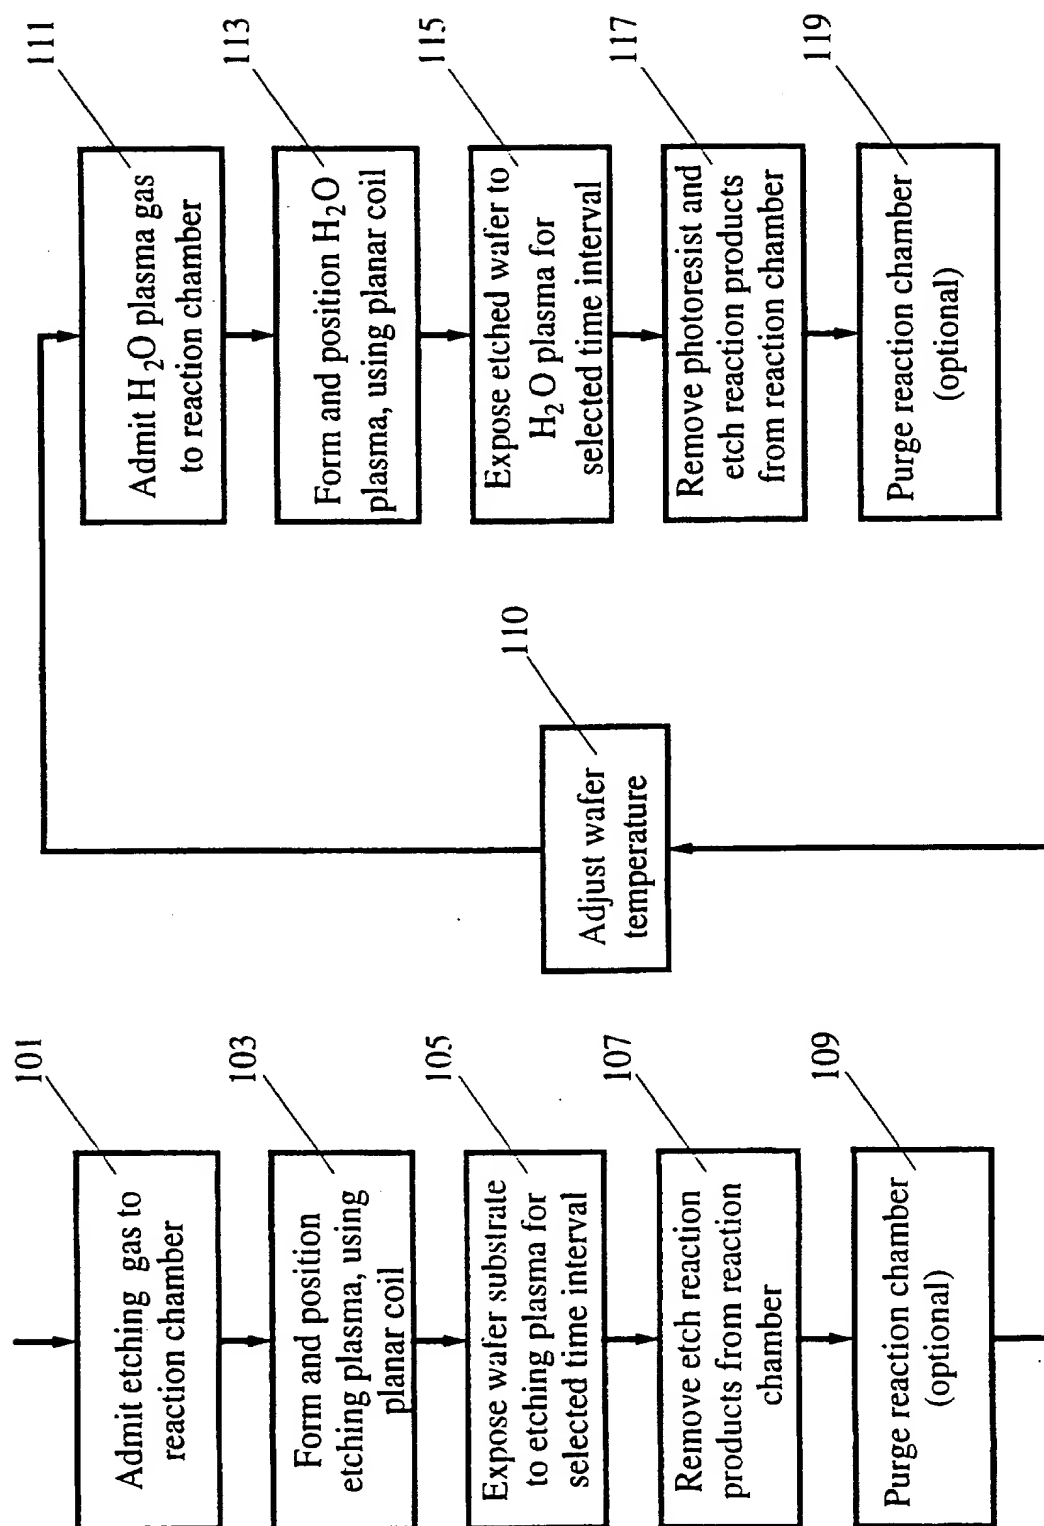 101
Admit etching gas to
reaction chamber
103
Form and position
etching plasma, using
planar coil
105
Expose wafer substrate
to etching plasma for
selected time interval
107
Remove etch reaction
products from reaction
chamber
109
Purge reaction chamber
(optional)
110
Adjust wafer
temperature
111
Admit H₂O plasma gas
to reaction chamber
113
Form and position H₂O
plasma, using planar coil
115
Expose etched wafer to
H₂O plasma for
selected time interval
117
Remove photoresist and
etch reaction products
from reaction chamber
119
Purge reaction chamber
(optional)